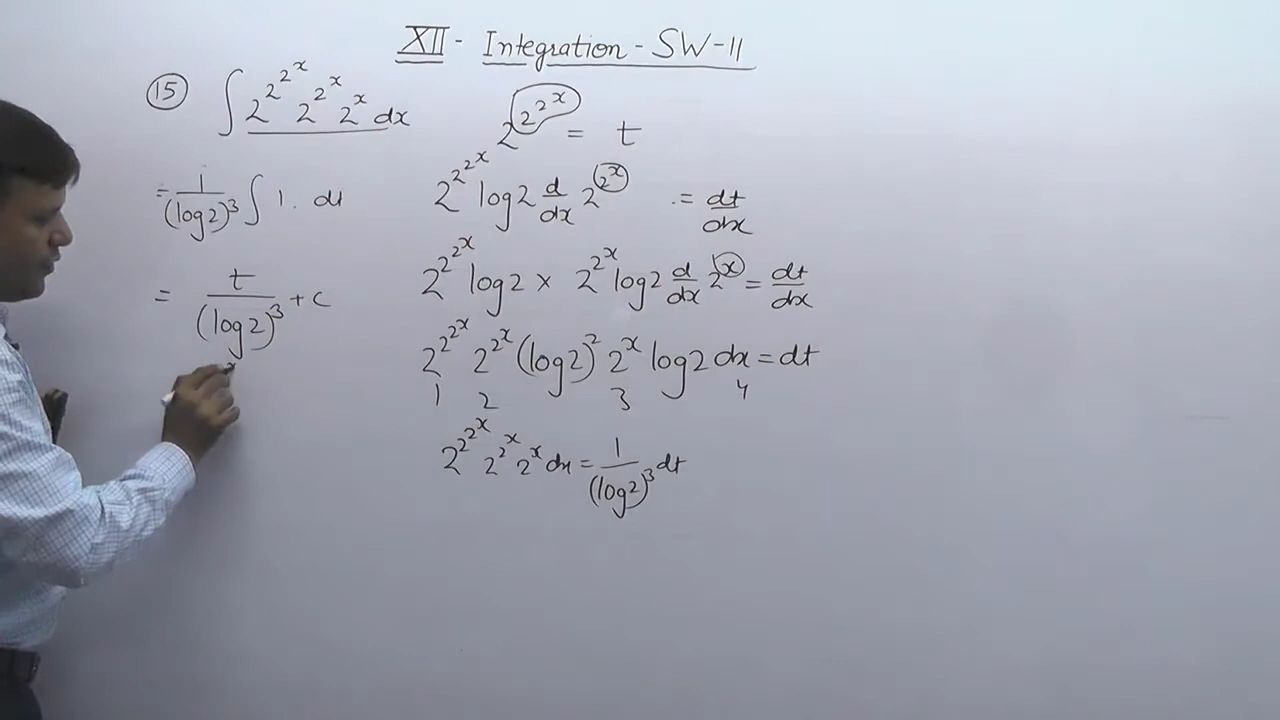 XII - Integration - SW-11
15 ∫ 2^2^2^x 2^2^x 2^x dx
= 1/(log2)^3 ∫ 1. dt
= t/(log2)^3 + c
2^2^2^x = t
2^2^2^x log2 d/dx 2^2^x = dt/dx
2^2^2^x log2 × 2^2^x log2 d/dx 2^x = dt/dx
2^2^2^x 2^2^x (log2)^2 2^x log2 dx = dt
1 2 3 4
2^2^2^x 2^2^x 2^x dx = 1/(log2)^3 dt